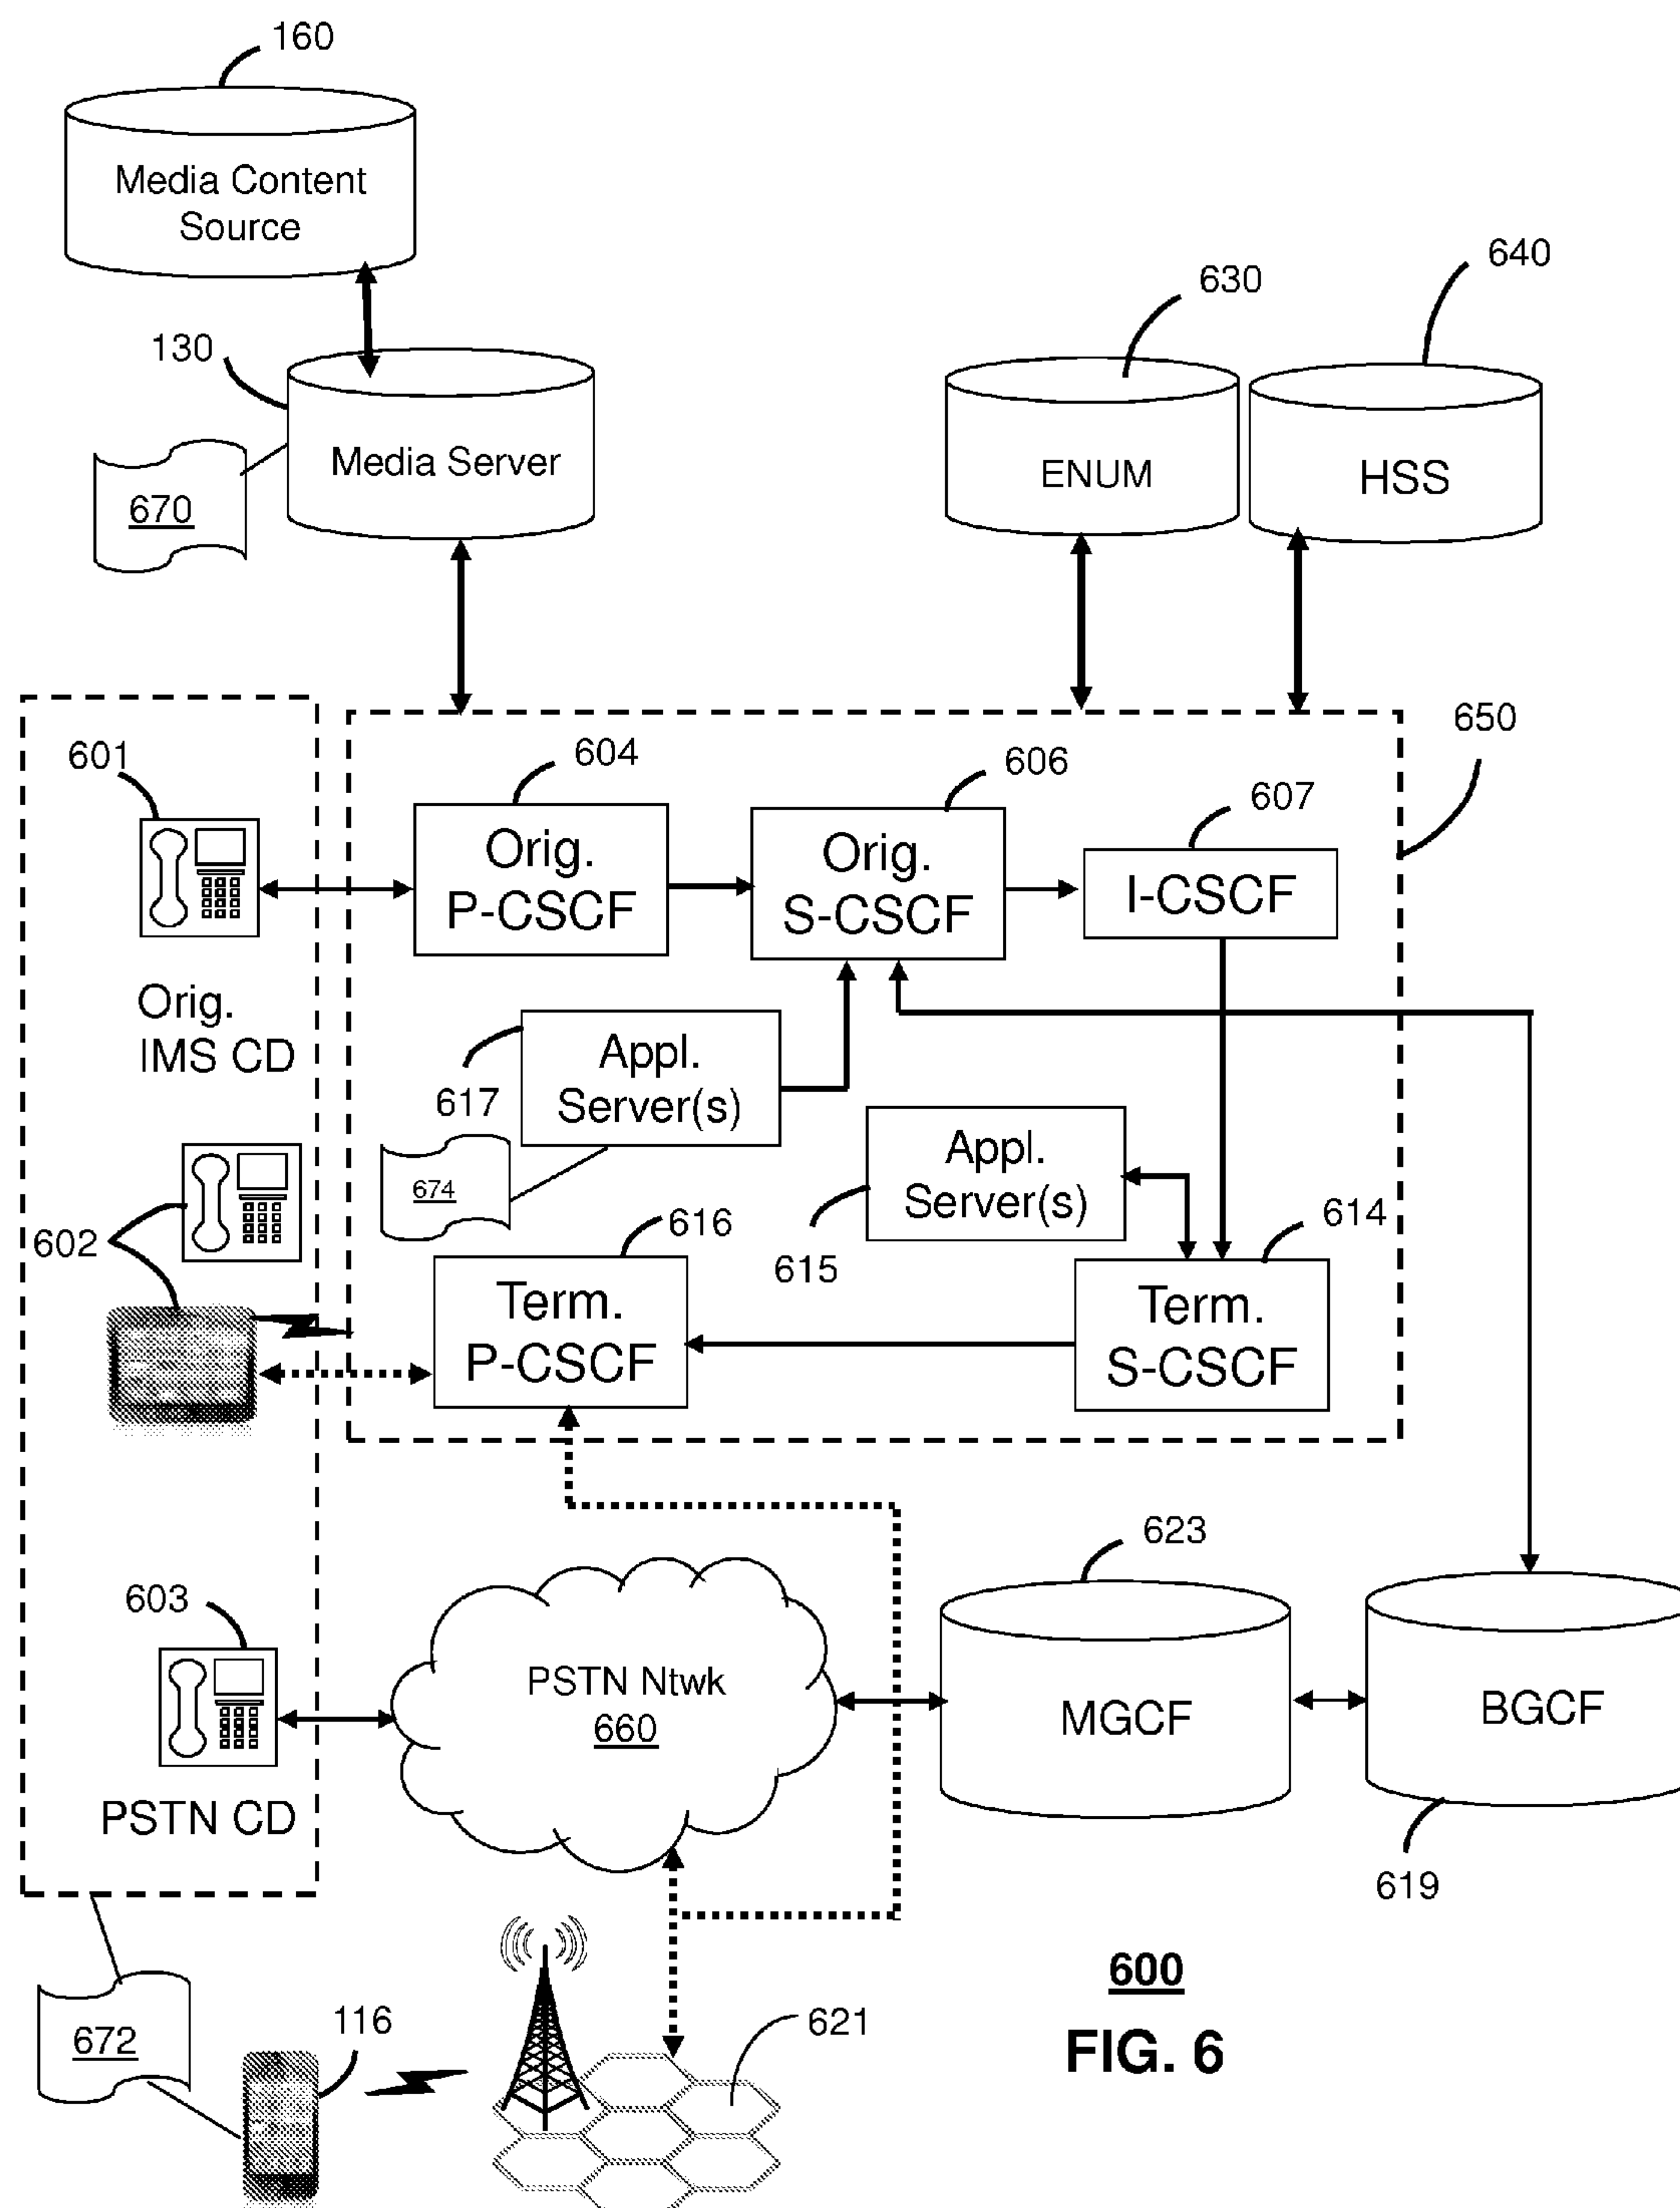 160
Media Content
Source
640
630
130
Media Server
ENUM
HSS
670
650
601
604
606
607
Orig.
P-CSCF
Orig.
S-CSCF
I-CSCF
Orig.
IMS CD
Appl.
Server(s)
617
Appl.
Server(s)
674
602
616
614
615
Term.
P-CSCF
Term.
S-CSCF
623
603
PSTN Ntwk
660
MGCF
BGCF
PSTN CD
619
600
FIG. 6
672
116
621